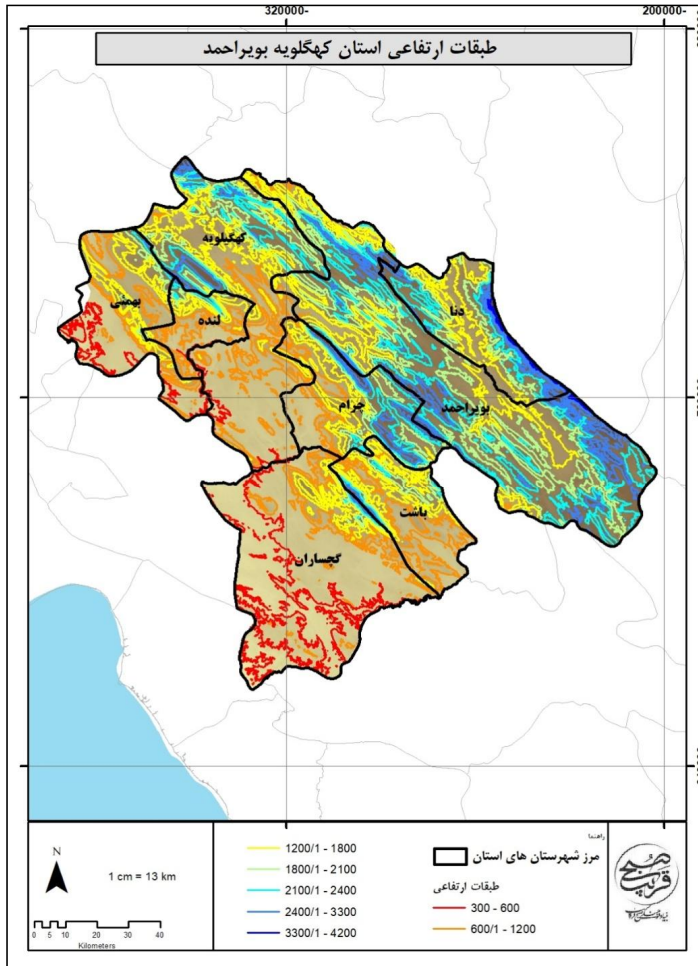 320000-
200000-
طبقات ارتفاعی استان کهگلویه بویراحمد
کهگیلویه
بهمئی
لنده
دنا
چرام
بویراحمد
باشت
گچساران
راهنما
مرز شهرستان های استان
طبقات ارتفاعی
300 - 600
600/1 - 1200
1200/1 - 1800
1800/1 - 2100
2100/1 - 2400
2400/1 - 3300
3300/1 - 4200
N
1 cm = 13 km
0 5 10 20 30 40
Kilometers